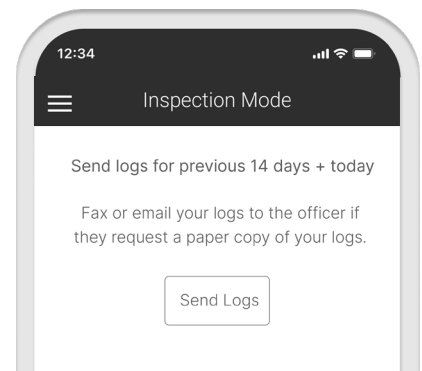 12:34
Inspection Mode
Send logs for previous 14 days + today
Fax or email your logs to the officer if
they request a paper copy of your logs.
Send Logs